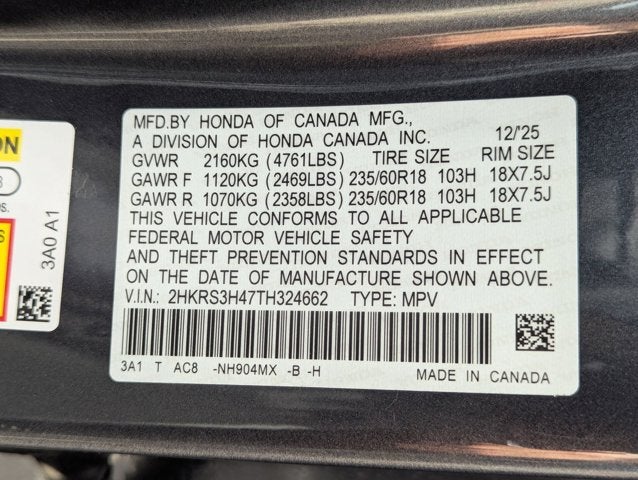 MFD.BY HONDA OF CANADA MFG.,
A DIVISION OF HONDA CANADA INC. 12/'25
GVWR 2160KG (4761LBS) TIRE SIZE RIM SIZE
GAWR F 1120KG (2469LBS) 235/60R18 103H 18X7.5J
GAWR R 1070KG (2358LBS) 235/60R18 103H 18X7.5J
THIS VEHICLE CONFORMS TO ALL APPLICABLE
FEDERAL MOTOR VEHICLE SAFETY
AND THEFT PREVENTION STANDARDS IN EFFECT
ON THE DATE OF MANUFACTURE SHOWN ABOVE.
V.I.N.: 2HKRS3H47TH324662 TYPE: MPV
3A1 T AC8 -NH904MX -B -H
MADE IN CANADA
3A0 A1